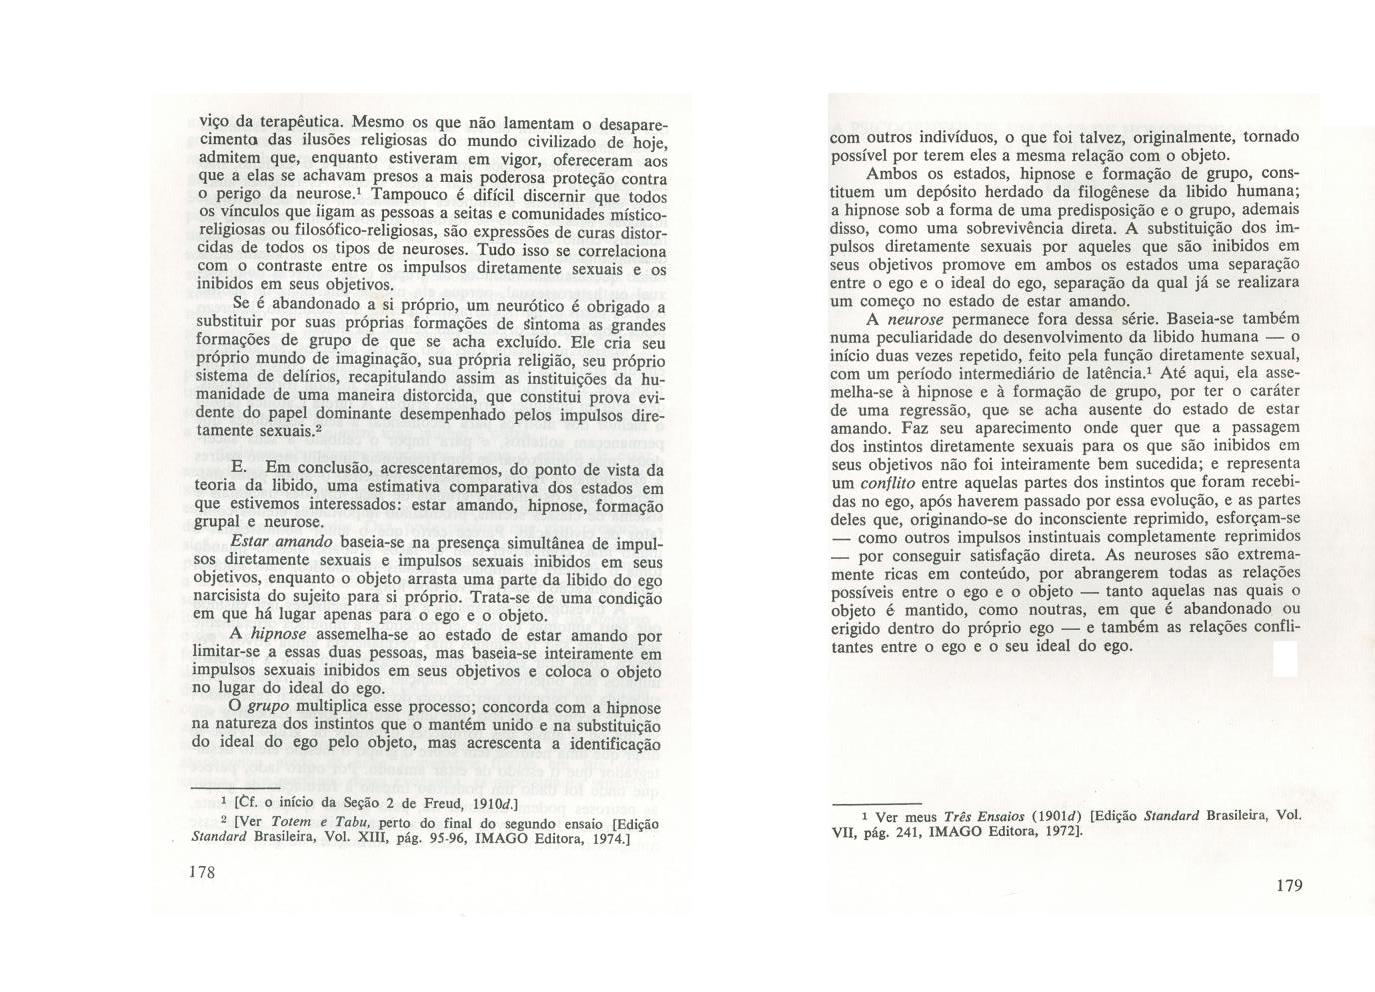 viço da terapêutica. Mesmo os que não lamentam o desapare-
cimento das ilusões religiosas do mundo civilizado de hoje,
admitem que, enquanto estiveram em vigor, ofereceram aos
que a elas se achavam presos a mais poderosa proteção contra
o perigo da neurose.¹ Tampouco é difícil discernir que todos
os vínculos que ligam as pessoas a seitas e comunidades místico-
religiosas ou filosófico-religiosas, são expressões de curas distor-
cidas de todos os tipos de neuroses. Tudo isso se correlaciona
com o contraste entre os impulsos diretamente sexuais e os
inibidos em seus objetivos.
Se é abandonado a si próprio, um neurótico é obrigado a
substituir por suas próprias formações de sintoma as grandes
formações de grupo de que se acha excluído. Ele cria seu
próprio mundo de imaginação, sua própria religião, seu próprio
sistema de delírios, recapitulando assim as instituições da hu-
manidade de uma maneira distorcida, que constitui prova evi-
dente do papel dominante desempenhado pelos impulsos dire-
tamente sexuais.²
E. Em conclusão, acrescentaremos, do ponto de vista da
teoria da libido, uma estimativa comparativa dos estados em
que estivemos interessados: estar amando, hipnose, formação
grupal e neurose.
Estar amando baseia-se na presença simultânea de impul-
sos diretamente sexuais e impulsos sexuais inibidos em seus
objetivos, enquanto o objeto arrasta uma parte da libido do ego
narcisista do sujeito para si próprio. Trata-se de uma condição
em que há lugar apenas para o ego e o objeto.
A hipnose assemelha-se ao estado de estar amando por
limitar-se a essas duas pessoas, mas baseia-se inteiramente em
impulsos sexuais inibidos em seus objetivos e coloca o objeto
no lugar do ideal do ego.
O grupo multiplica esse processo; concorda com a hipnose
na natureza dos instintos que o mantém unido e na substituição
do ideal do ego pelo objeto, mas acrescenta a identificação
¹ [Cf. o início da Seção 2 de Freud, 1910d.]
² [Ver Totem e Tabu, perto do final do segundo ensaio [Edição
Standard Brasileira, Vol. XIII, pág. 95-96, IMAGO Editora, 1974.]
178
com outros indivíduos, o que foi talvez, originalmente, tornado
possível por terem eles a mesma relação com o objeto.
Ambos os estados, hipnose e formação de grupo, cons-
tituem um depósito herdado da filogênese da libido humana;
a hipnose sob a forma de uma predisposição e o grupo, ademais
disso, como uma sobrevivência direta. A substituição dos im-
pulsos diretamente sexuais por aqueles que são inibidos em
seus objetivos promove em ambos os estados uma separação
entre o ego e o ideal do ego, separação da qual já se realizara
um começo no estado de estar amando.
A neurose permanece fora dessa série. Baseia-se também
numa peculiaridade do desenvolvimento da libido humana — o
início duas vezes repetido, feito pela função diretamente sexual,
com um período intermediário de latência.¹ Até aqui, ela asse-
melha-se à hipnose e à formação de grupo, por ter o caráter
de uma regressão, que se acha ausente do estado de estar
amando. Faz seu aparecimento onde quer que a passagem
dos instintos diretamente sexuais para os que são inibidos em
seus objetivos não foi inteiramente bem sucedida; e representa
um conflito entre aquelas partes dos instintos que foram recebi-
das no ego, após haverem passado por essa evolução, e as partes
deles que, originando-se do inconsciente reprimido, esforçam-se
— como outros impulsos instintuais completamente reprimidos
— por conseguir satisfação direta. As neuroses são extrema-
mente ricas em conteúdo, por abrangerem todas as relações
possíveis entre o ego e o objeto — tanto aquelas nas quais o
objeto é mantido, como noutras, em que é abandonado ou
erigido dentro do próprio ego — e também as relações confli-
tantes entre o ego e o seu ideal do ego.
¹ Ver meus Três Ensaios (1901d) [Edição Standard Brasileira, Vol.
VII, pág. 241, IMAGO Editora, 1972].
179